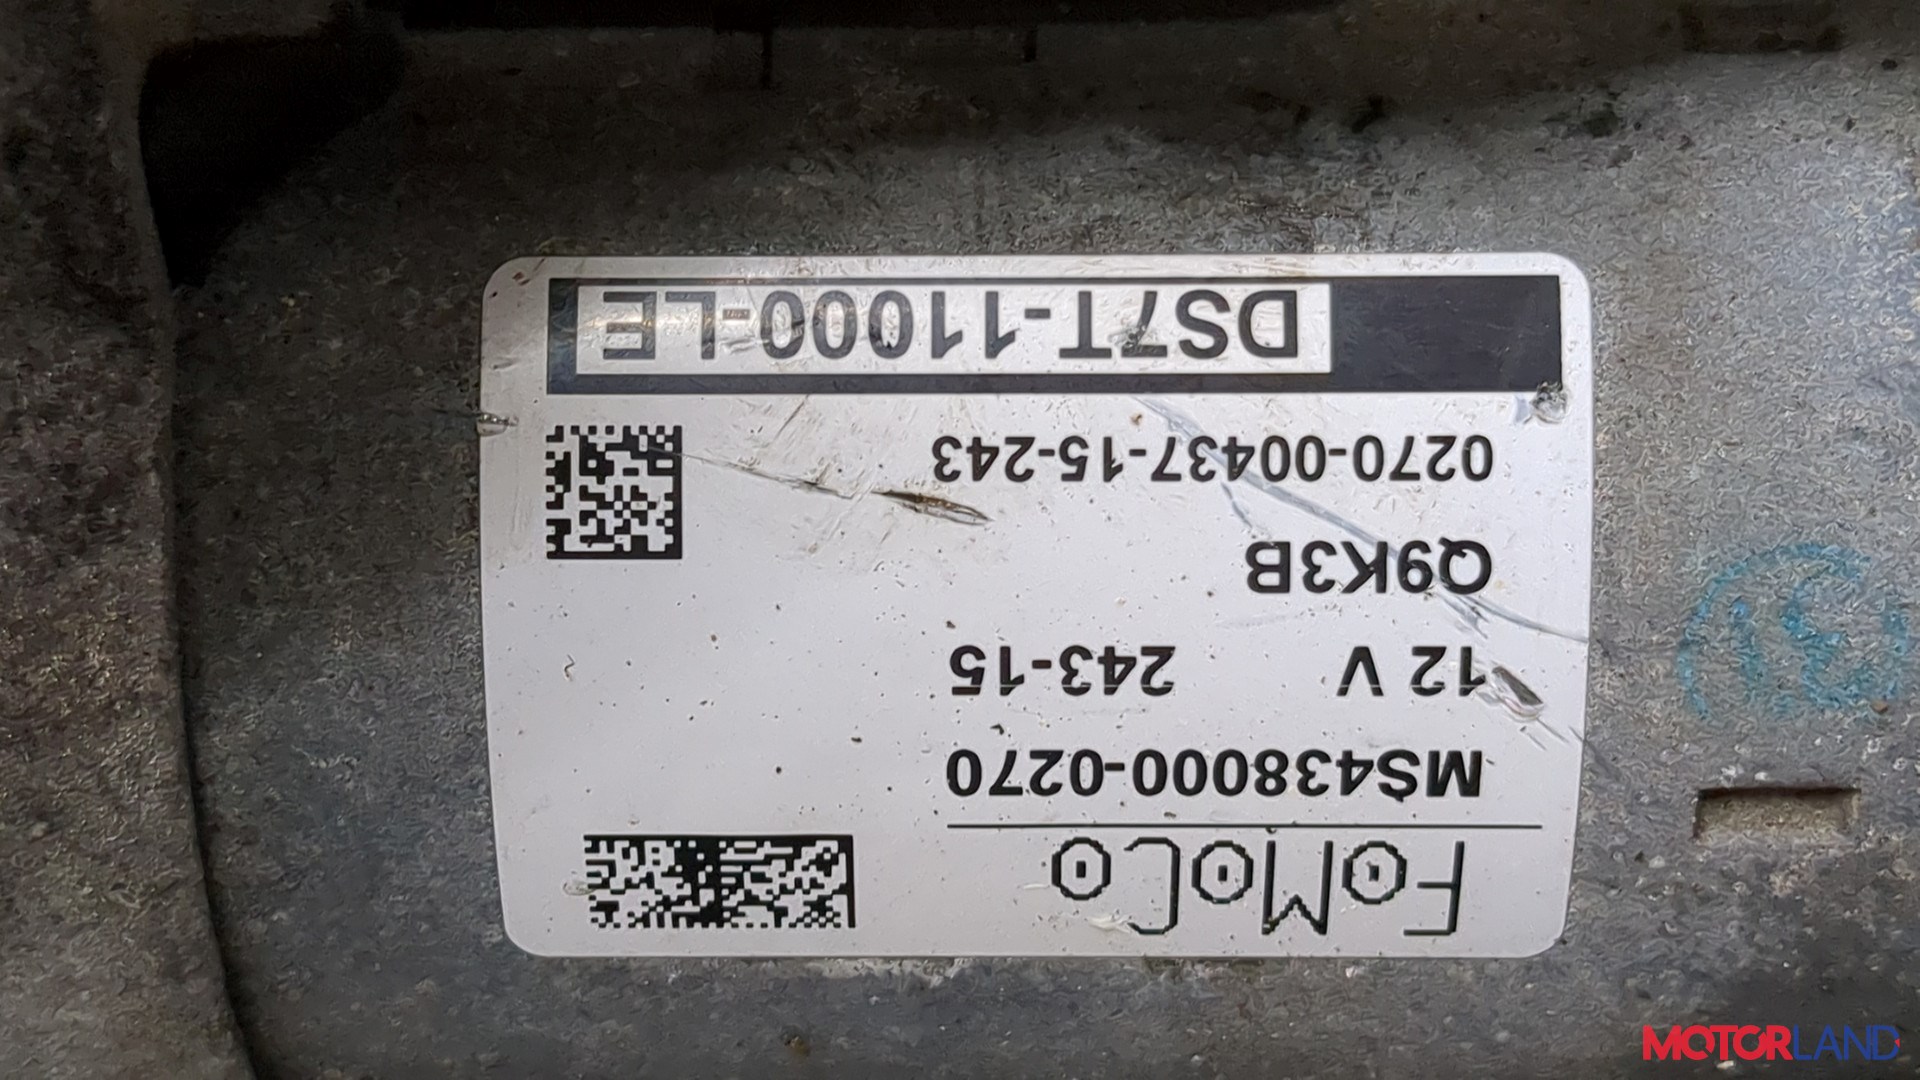 FoMoCo
MS438000-0270
12 V 243-15
Q9K3B
0270-00437-15-243
DS7T-11000-LE
MOTORLAND